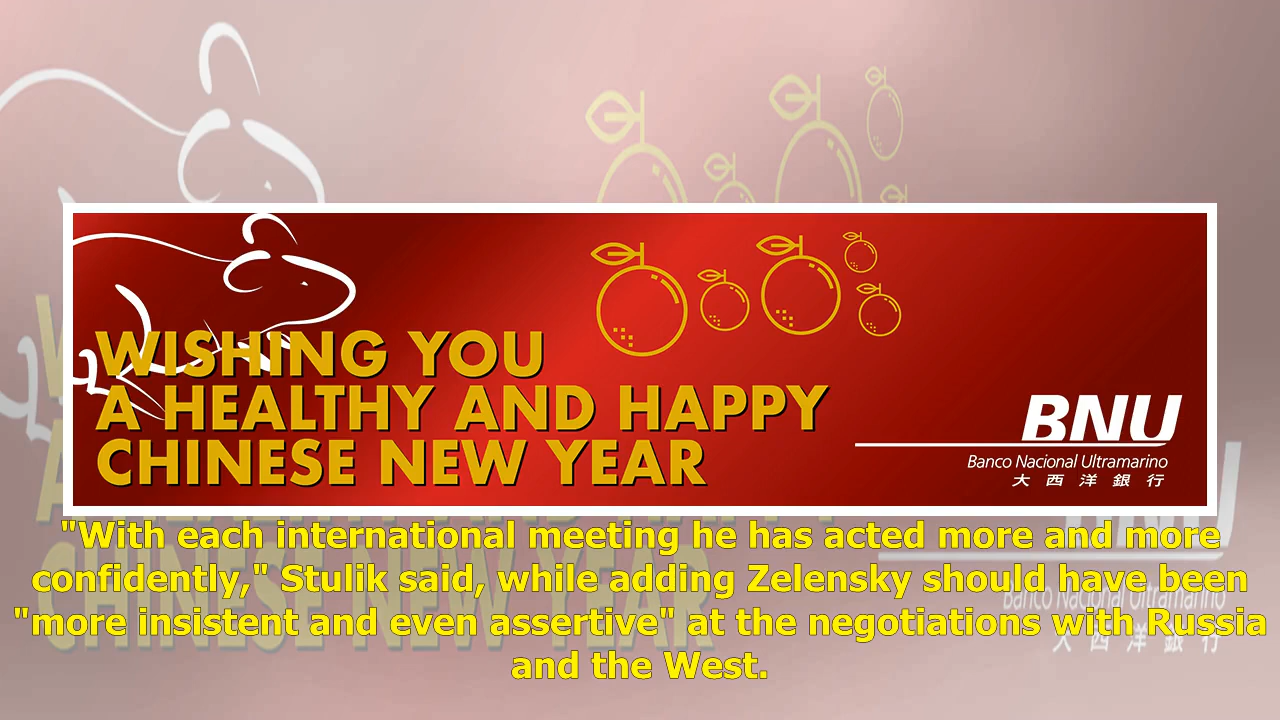 WISHING YOU
A HEALTHY AND HAPPY
CHINESE NEW YEAR
BNU
Banco Nacional Ultramarino
大西洋銀行
"With each international meeting he has acted more and more
confidently," Stulik said, while adding Zelensky should have been
"more insistent and even assertive" at the negotiations with Russia
and the West.